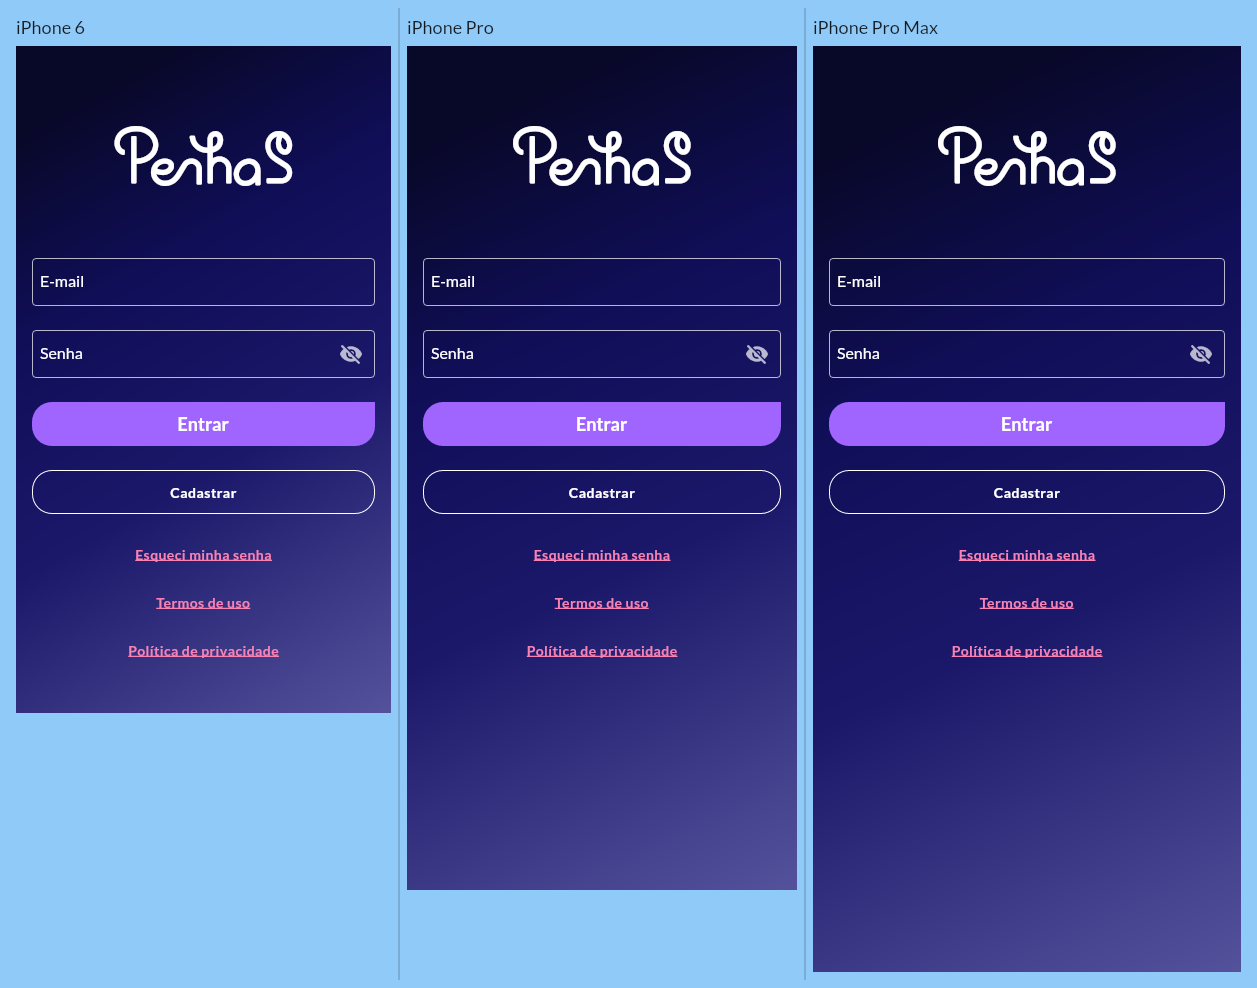 iPhone 6
PenhaS
E-mail
Senha
Entrar
Cadastrar
Esqueci minha senha
Termos de uso
Política de privacidade
iPhone Pro
PenhaS
E-mail
Senha
Entrar
Cadastrar
Esqueci minha senha
Termos de uso
Política de privacidade
iPhone Pro Max
PenhaS
E-mail
Senha
Entrar
Cadastrar
Esqueci minha senha
Termos de uso
Política de privacidade